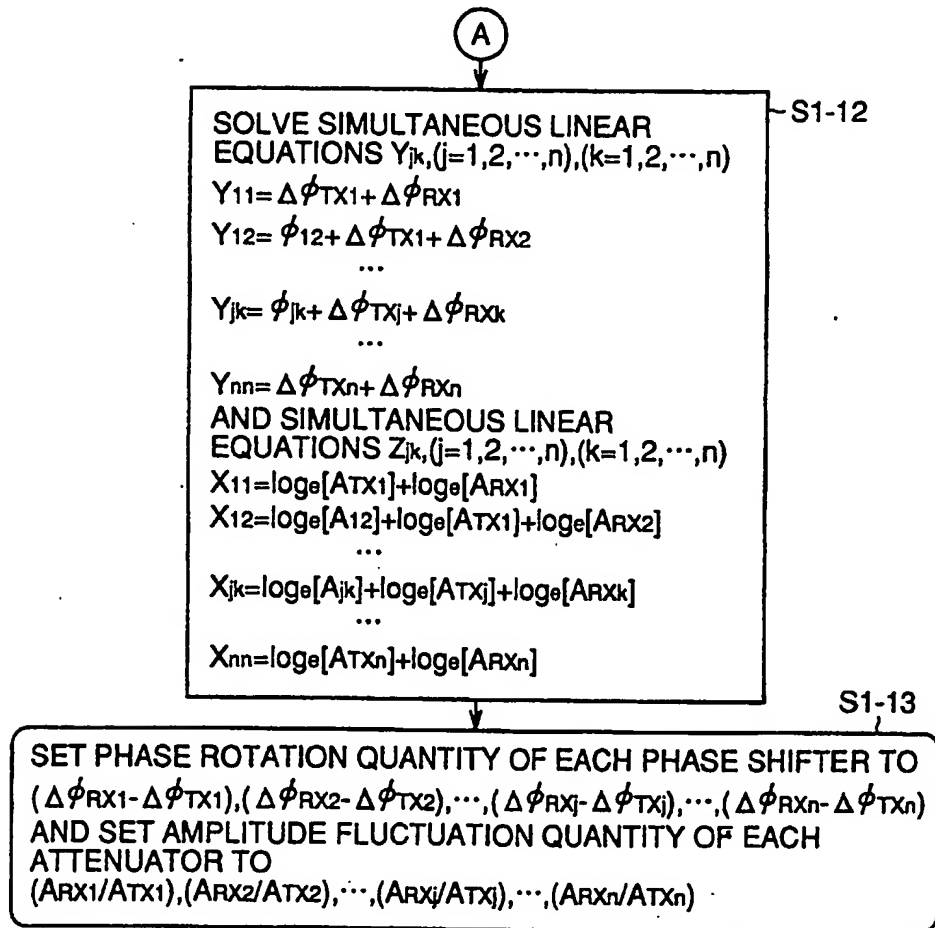 A
S1-12
SOLVE SIMULTANEOUS LINEAR
EQUATIONS Yjk,(j=1,2,⋯,n),(k=1,2,⋯,n)
Y11=ΔϕTX1+ΔϕRX1
Y12=ϕ12+ΔϕTX1+ΔϕRX2
⋯
Yjk=ϕjk+ΔϕTXj+ΔϕRXk
⋯
Ynn=ΔϕTXn+ΔϕRXn
AND SIMULTANEOUS LINEAR
EQUATIONS Zjk,(j=1,2,⋯,n),(k=1,2,⋯,n)
X11=loge[ATX1]+loge[ARX1]
X12=loge[A12]+loge[ATX1]+loge[ARX2]
⋯
Xjk=loge[Ajk]+loge[ATXj]+loge[ARXk]
⋯
Xnn=loge[ATXn]+loge[ARXn]
S1-13
SET PHASE ROTATION QUANTITY OF EACH PHASE SHIFTER TO
(ΔϕRX1-ΔϕTX1),(ΔϕRX2-ΔϕTX2),⋯,(ΔϕRXj-ΔϕTXj),⋯,(ΔϕRXn-ΔϕTXn)
AND SET AMPLITUDE FLUCTUATION QUANTITY OF EACH
ATTENUATOR TO
(ARX1/ATX1),(ARX2/ATX2),⋯,(ARXj/ATXj),⋯,(ARXn/ATXn)